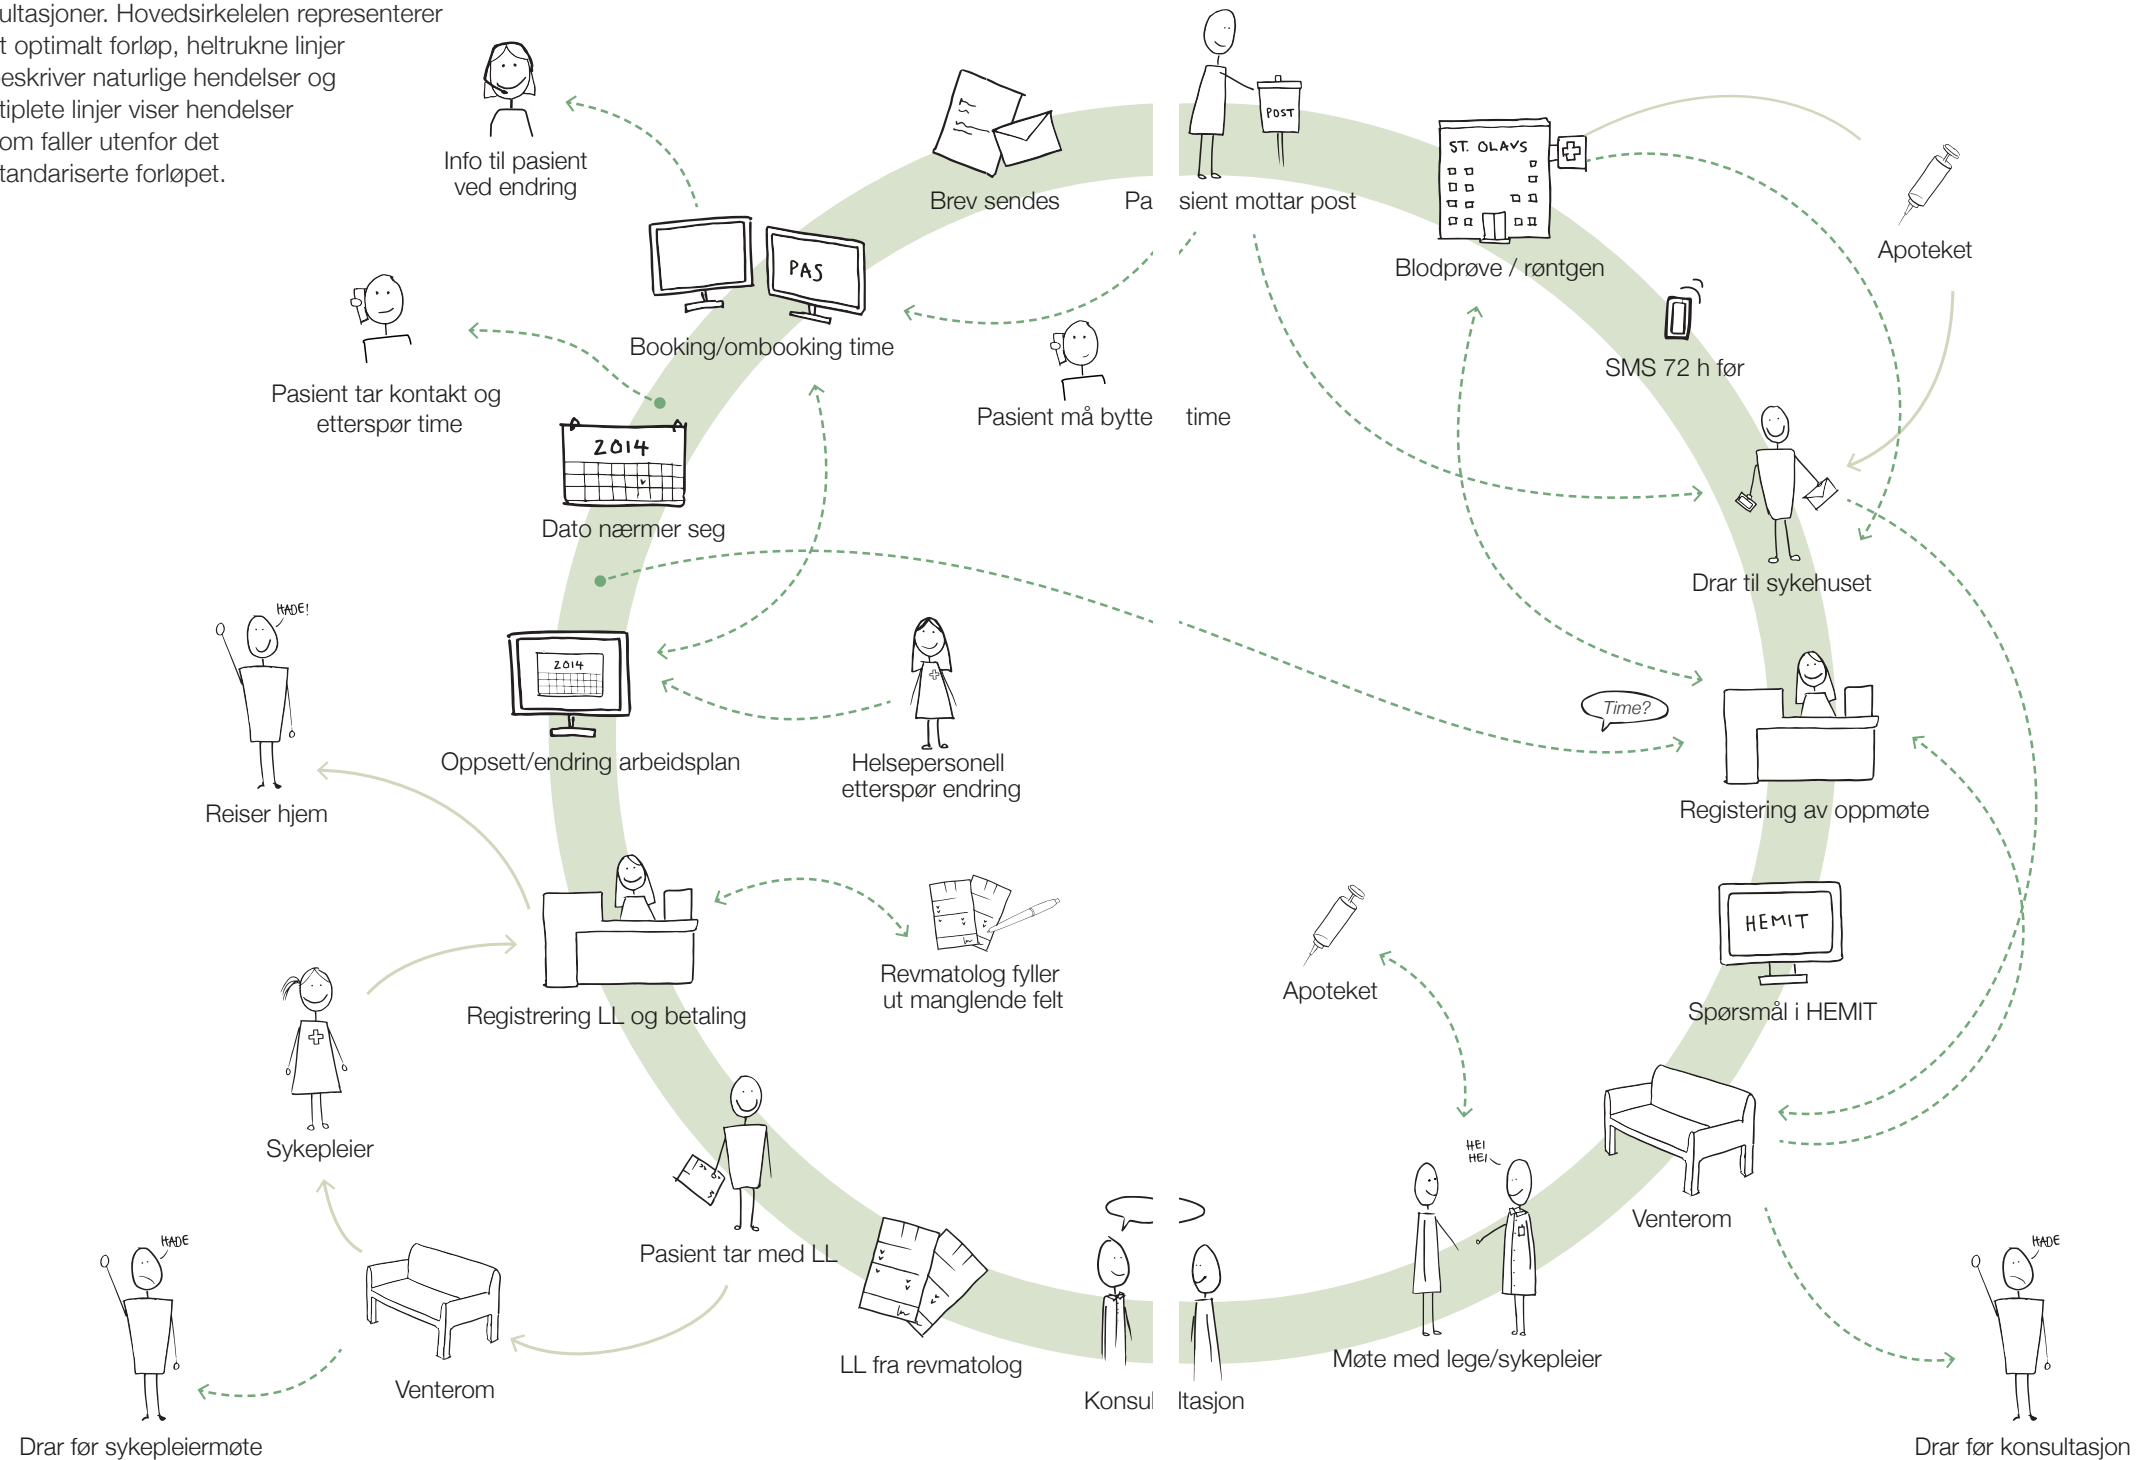 ultasjoner. Hovedsirkelelen representerer
t optimalt forløp, heltrukne linjer
eskriver naturlige hendelser og
tiplete linjer viser hendelser
om faller utenfor det
tandariserte forløpet.
Info til pasient
ved endring
Brev sendes
POST
Pa sient mottar post
ST. OLAVS
Blodprøve / røntgen
Apoteket
PAS
Booking/ombooking time
SMS 72 h før
Pasient tar kontakt og
etterspør time
Pasient må bytte time
2014
Dato nærmer seg
Drar til sykehuset
HADE!
Reiser hjem
2014
Oppsett/endring arbeidsplan
Helsepersonell
etterspør endring
Time?
Registering av oppmøte
Registrering LL og betaling
Revmatolog fyller
ut manglende felt
Apoteket
HEMIT
Spørsmål i HEMIT
Sykepleier
Pasient tar med LL
HEI
HEI
Venterom
HADE
Drar før sykepleiermøte
Venterom
LL fra revmatolog
Konsul ltasjon
Møte med lege/sykepleier
HADE
Drar før konsultasjon